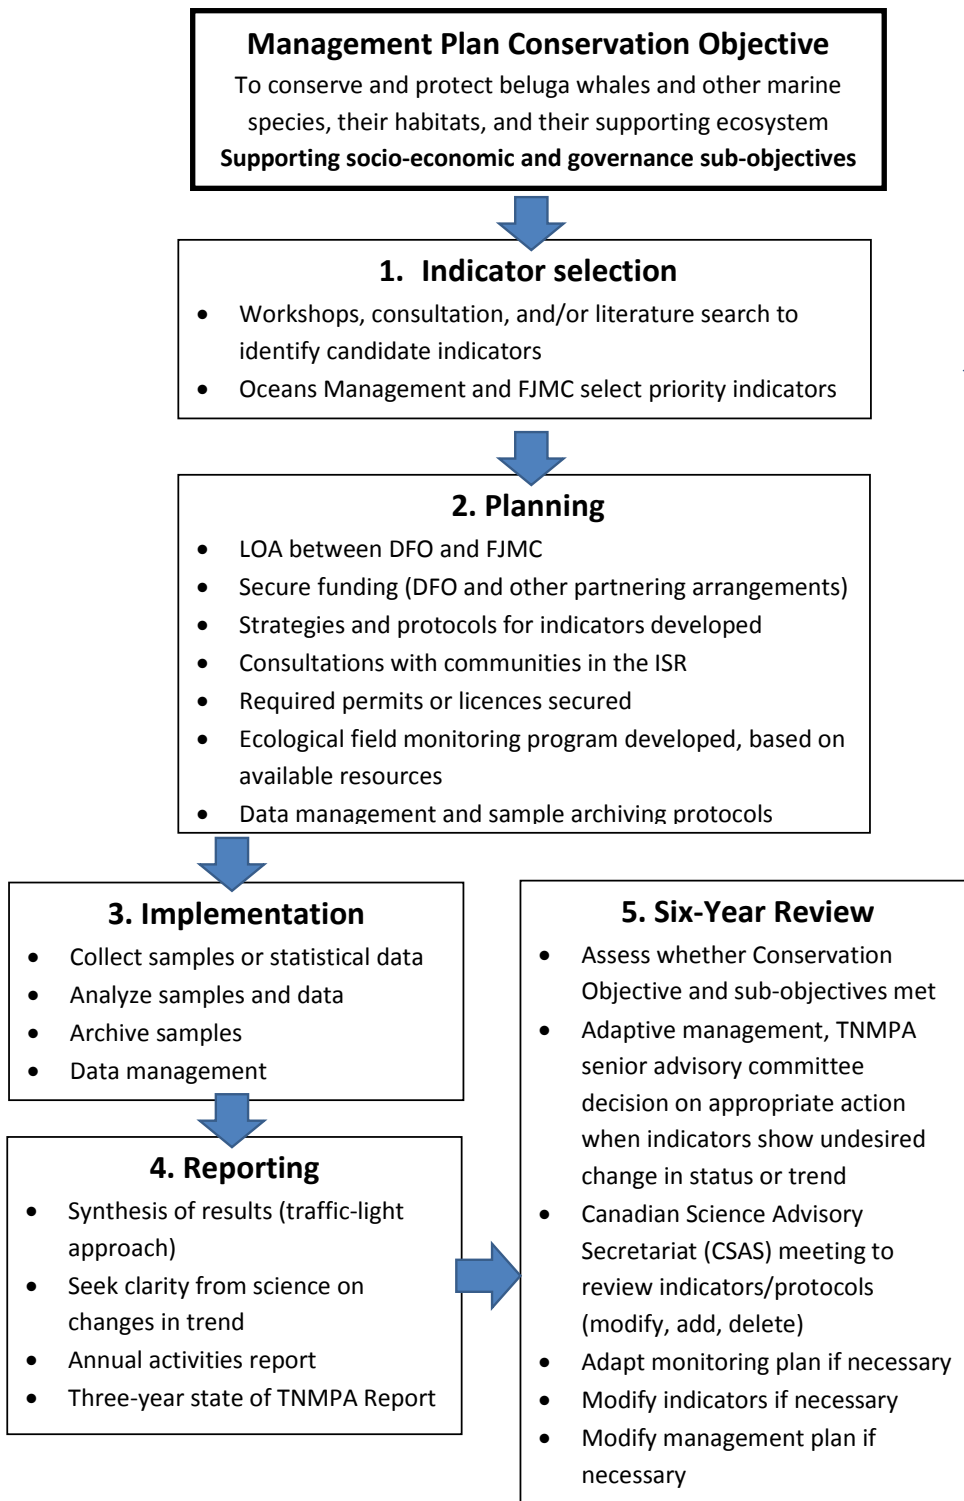 Management Plan Conservation Objective
To conserve and protect beluga whales and other marine
species, their habitats, and their supporting ecosystem
Supporting socio-economic and governance sub-objectives
1. Indicator selection
• Workshops, consultation, and/or literature search to
identify candidate indicators
• Oceans Management and FJMC select priority indicators
2. Planning
• LOA between DFO and FJMC
• Secure funding (DFO and other partnering arrangements)
• Strategies and protocols for indicators developed
• Consultations with communities in the ISR
• Required permits or licences secured
• Ecological field monitoring program developed, based on
available resources
• Data management and sample archiving protocols
3. Implementation
• Collect samples or statistical data
• Analyze samples and data
• Archive samples
• Data management
4. Reporting
• Synthesis of results (traffic-light
approach)
• Seek clarity from science on
changes in trend
• Annual activities report
• Three-year state of TNMPA Report
5. Six-Year Review
• Assess whether Conservation
Objective and sub-objectives met
• Adaptive management, TNMPA
senior advisory committee
decision on appropriate action
when indicators show undesired
change in status or trend
• Canadian Science Advisory
Secretariat (CSAS) meeting to
review indicators/protocols
(modify, add, delete)
• Adapt monitoring plan if necessary
• Modify indicators if necessary
• Modify management plan if
necessary